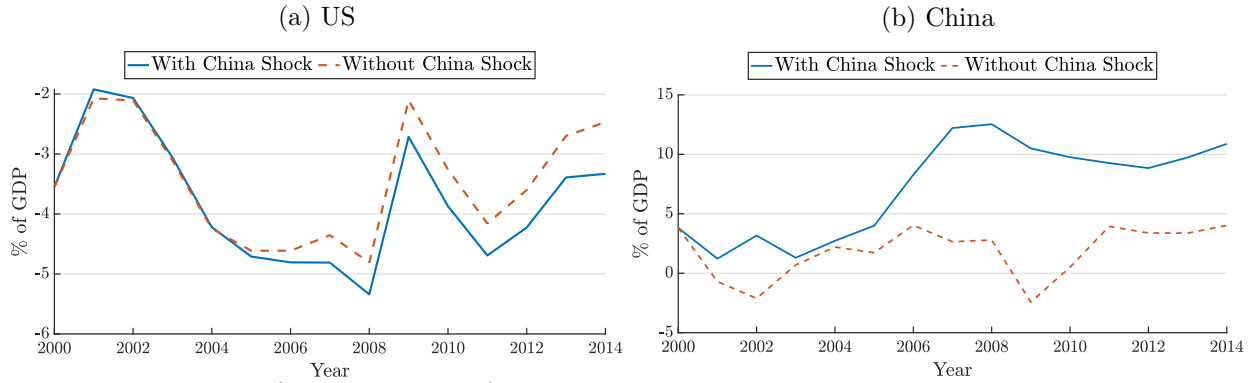 (a) US
With China Shock Without China Shock
-2
-3
-4
-5
-6
% of GDP
2000 2002 2004 2006 2008 2010 2012 2014
Year
(b) China
With China Shock Without China Shock
15
10
5
0
-5
% of GDP
2000 2002 2004 2006 2008 2010 2012 2014
Year